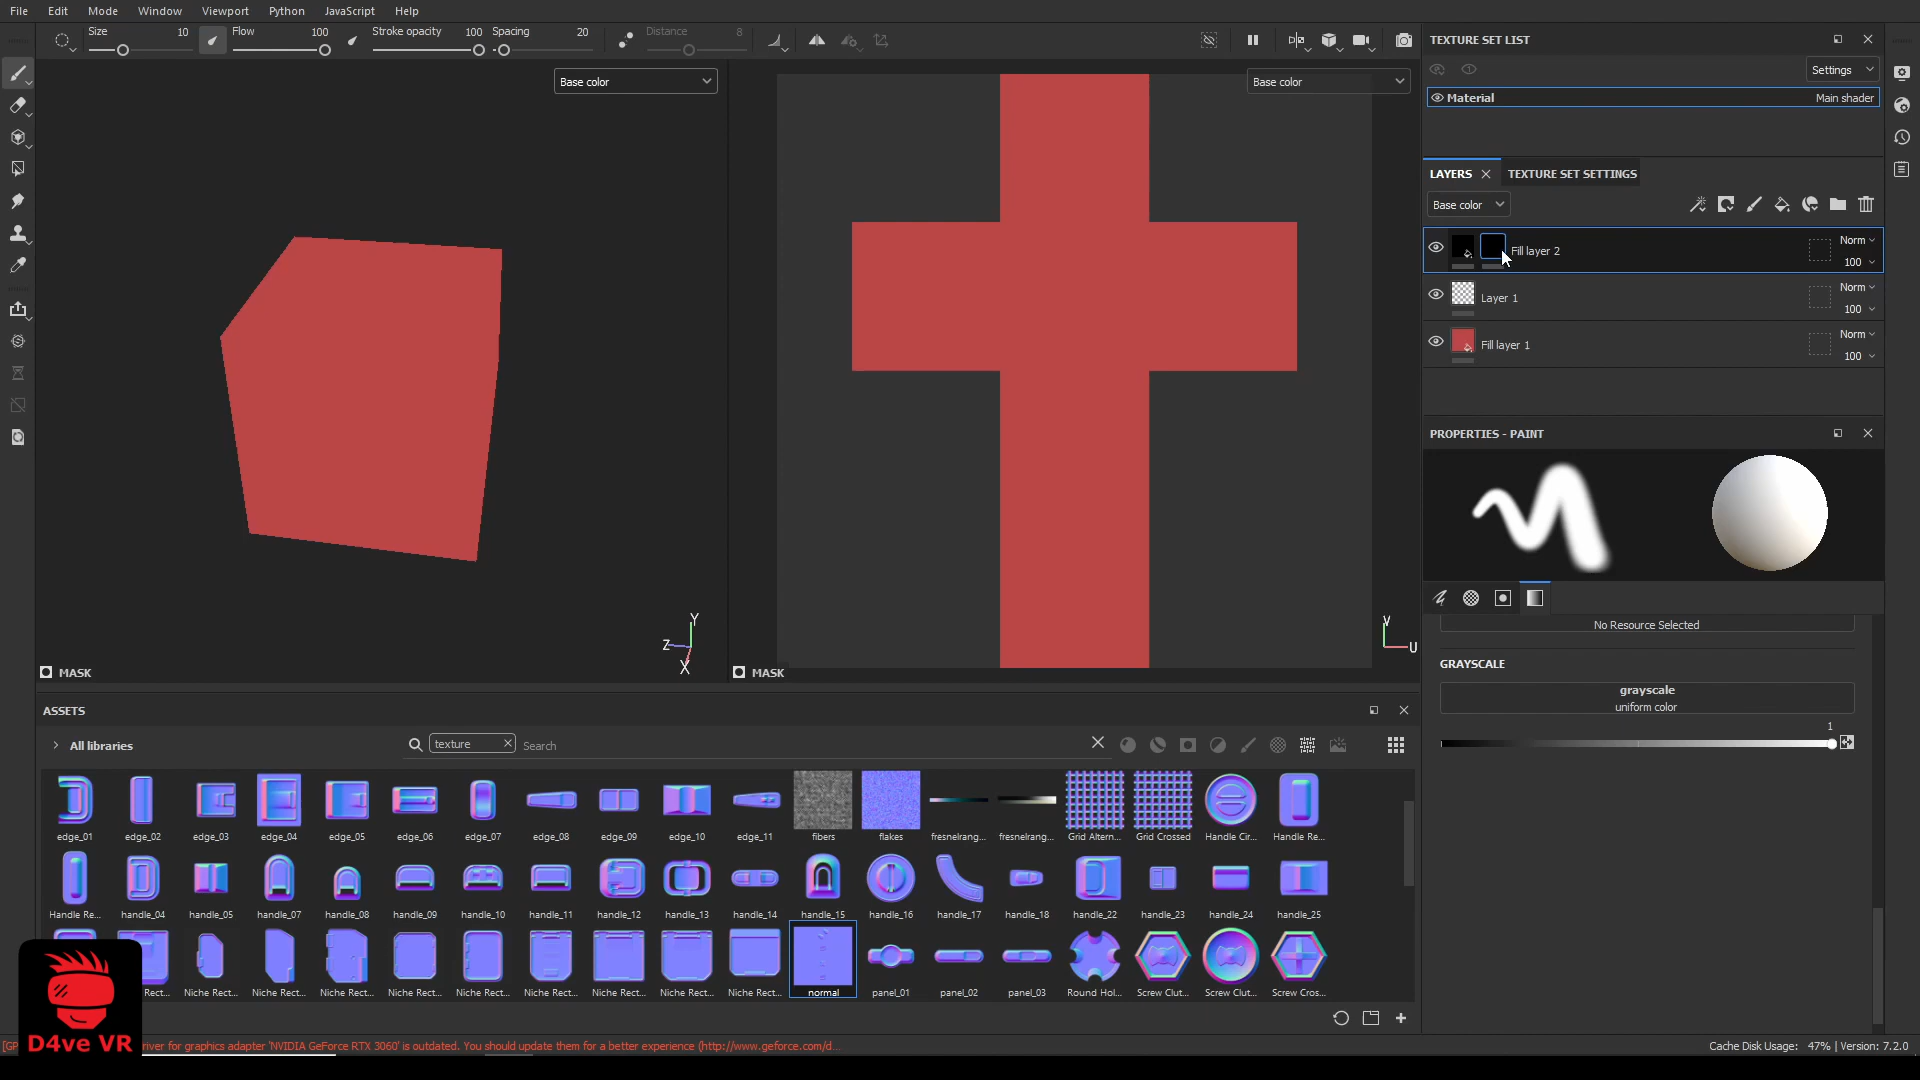 File Edit Mode Window Viewport Python JavaScript Help
Size 10 Flow 100 Stroke opacity 100 Spacing 20 Distance 8
Base color
Base color
TEXTURE SET LIST
Settings
Material Main shader
LAYERS TEXTURE SET SETTINGS
Base color
Fill layer 2 Norm 100
Layer 1 Norm 100
Fill layer 1 Norm 100
PROPERTIES - PAINT
No Resource Selected
GRAYSCALE
grayscale
uniform color
1
Y
Z
X
V
U
MASK
MASK
ASSETS
All libraries
texture Search
edge_01 edge_02 edge_03 edge_04 edge_05 edge_06 edge_07 edge_08 edge_09 edge_10 edge_11 fibers flakes fresnelrang... fresnelrang... Grid Altern... Grid Crossed Handle Cir... Handle Re...
Handle Re... handle_04 handle_05 handle_07 handle_08 handle_09 handle_10 handle_11 handle_12 handle_13 handle_14 handle_15 handle_16 handle_17 handle_18 handle_22 handle_23 handle_24 handle_25
Rect... Niche Rect... Niche Rect... Niche Rect... Niche Rect... Niche Rect... Niche Rect... Niche Rect... Niche Rect... Niche Rect... normal panel_01 panel_02 panel_03 Round Hol... Screw Clut... Screw Clut... Screw Cros...
D4ve VR
[GP river for graphics adapter 'NVIDIA GeForce RTX 3060' is outdated. You should update them for a better experience (http://www.geforce.com/d...
Cache Disk Usage: 47% | Version: 7.2.0